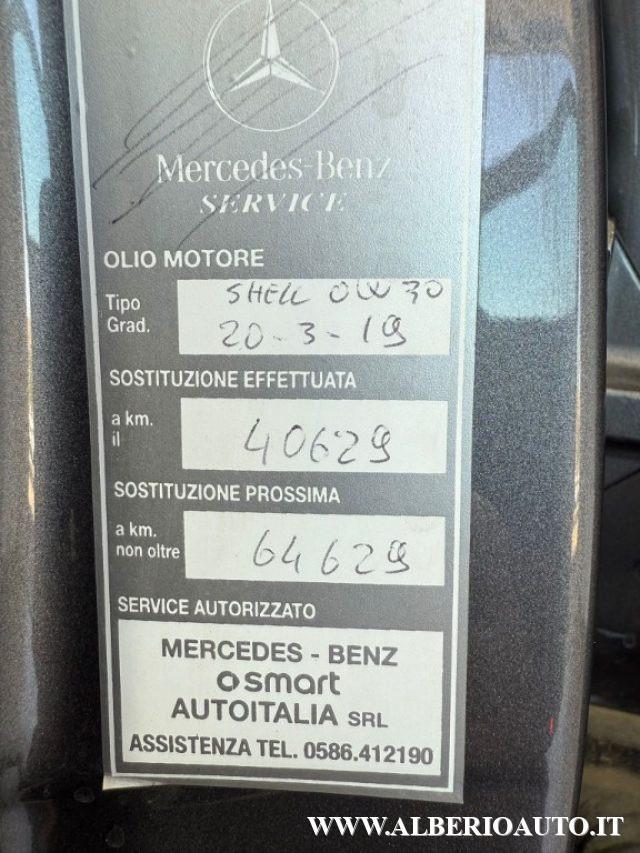 Mercedes-Benz
SERVICE
OLIO MOTORE
Tipo
Grad.
SHELL 0W30
20-3-19
SOSTITUZIONE EFFETTUATA
a km.
il
40629
SOSTITUZIONE PROSSIMA
a km.
non oltre
64629
SERVICE AUTORIZZATO
MERCEDES - BENZ
smart
AUTOITALIA SRL
ASSISTENZA TEL. 0586.412190
WWW.ALBERIOAUTO.IT